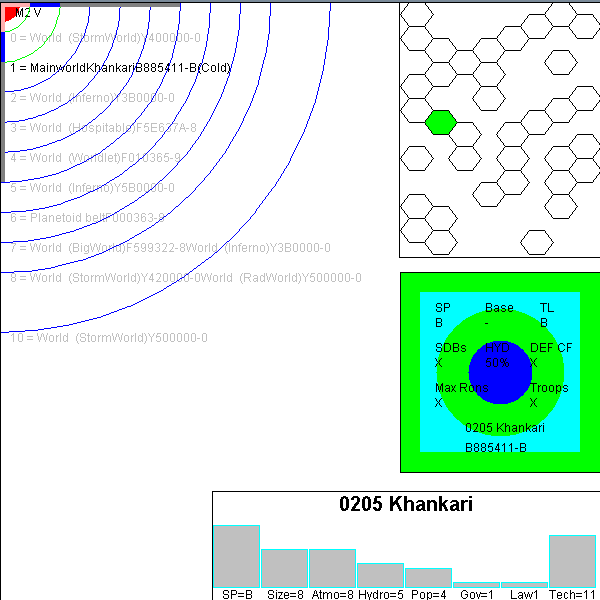 M2 V
0 = World  (StormWorld)Y400000-0
1 = MainworldKhankariB885411-B(Cold)
2 = World  (Inferno)Y3B0000-0
3 = World  (Hospitable)F5E637A-8
4 = World  (Worldlet)F010365-9
5 = World  (Inferno)Y5B0000-0
6 = Planetoid beltF000363-9
7 = World  (BigWorld)F599322-8World  (Inferno)Y3B0000-0
8 = World  (StormWorld)Y420000-0World  (RadWorld)Y500000-0
10 = World  (StormWorld)Y500000-0
SP Base TL
B - B
SDBs HYD DEF CF
X 50% X
Max Rons Troops
X X
0205 Khankari
B885411-B
0205 Khankari
SP=B Size=8 Atmo=8 Hydro=5 Pop=4 Gov=1 Law1 Tech=11